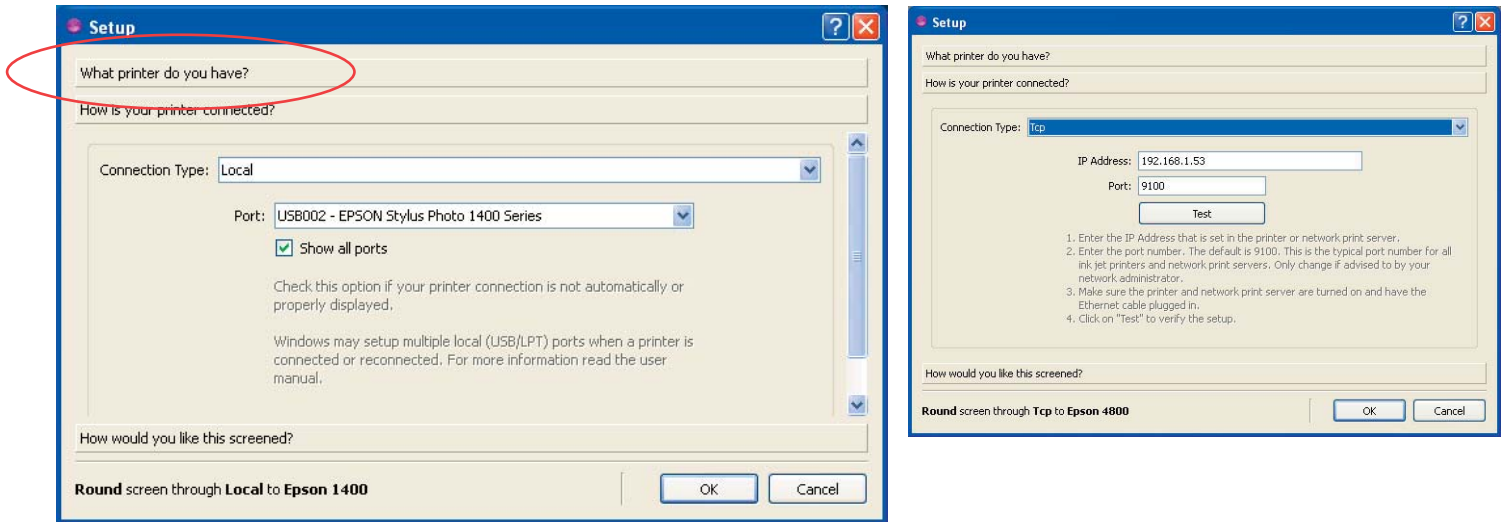 Setup
What printer do you have?
How is your printer connected?
Connection Type: Local
Port: USB002 - EPSON Stylus Photo 1400 Series
Show all ports
Check this option if your printer connection is not automatically or
properly displayed.
Windows may setup multiple local (USB/LPT) ports when a printer is
connected or reconnected. For more information read the user
manual.
How would you like this screened?
Round screen through Local to Epson 1400
OK
Cancel
Setup
What printer do you have?
How is your printer connected?
Connection Type: Tcp
IP Address: 192.168.1.53
Port: 9100
Test
1. Enter the IP Address that is set in the printer or network print server.
2. Enter the port number. The default is 9100. This is the typical port number for all
ink jet printers and network print servers. Only change if advised to by your
network administrator.
3. Make sure the printer and network print server are turned on and have the
Ethernet cable plugged in.
4. Click on "Test" to verify the setup.
How would you like this screened?
Round screen through Tcp to Epson 4800
OK
Cancel